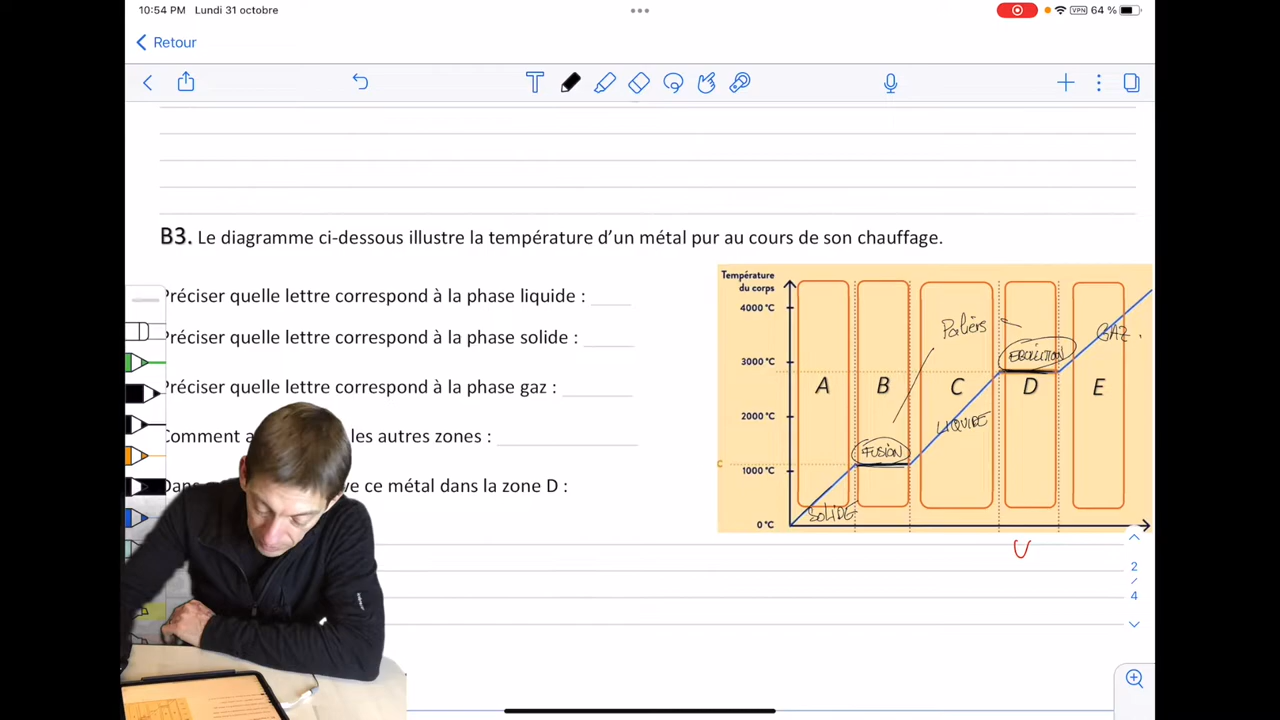 10:54 PM Lundi 31 octobre
VPN 64 %
Retour
B3. Le diagramme ci-dessous illustre la température d’un métal pur au cours de son chauffage.
Préciser quelle lettre correspond à la phase liquide :
Préciser quelle lettre correspond à la phase solide :
Préciser quelle lettre correspond à la phase gaz :
Comment les autres zones :
ce métal dans la zone D :
Température
du corps
4000 °C
3000 °C
2000 °C
1000 °C
0 °C
A B C D E
Paliers
GAZ
EBULLITION
LIQUIDE
FUSION
SOLIDE
2
/
4